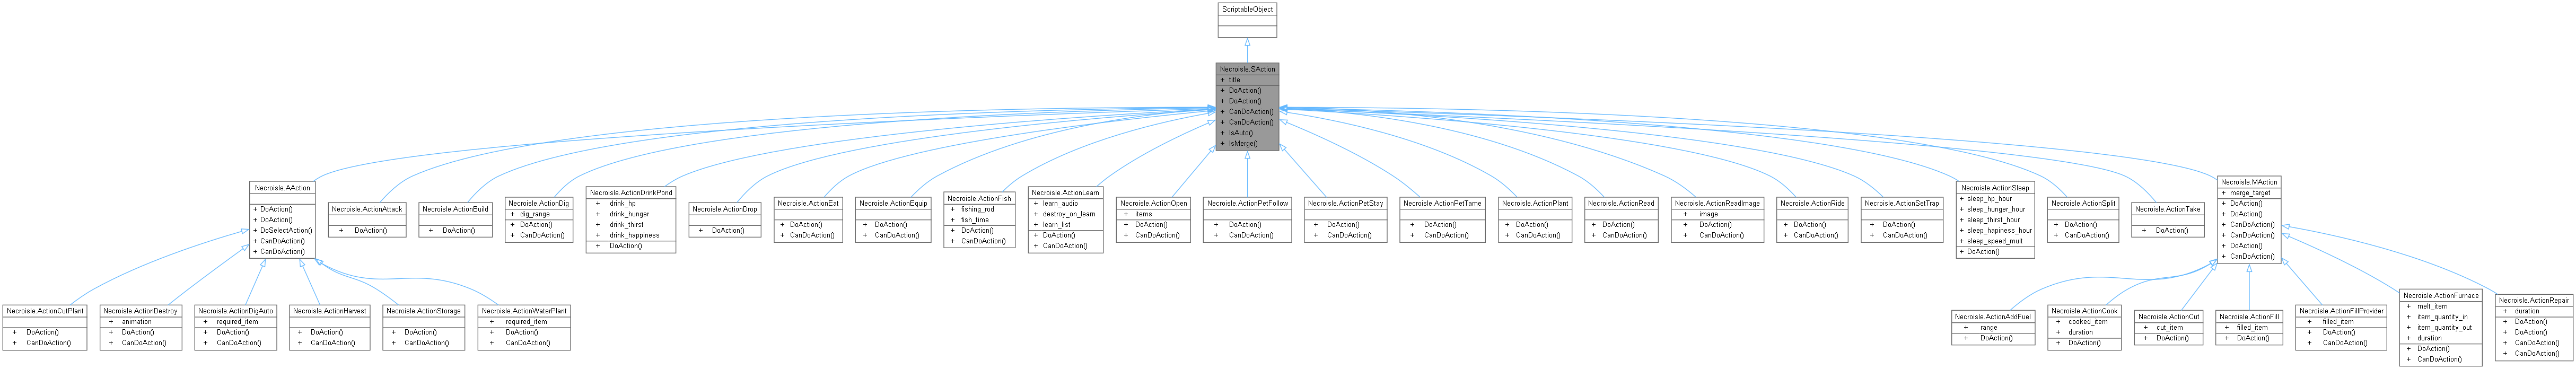 ScriptableObject
Necroisle.SAction
+ title
+ DoAction()
+ DoAction()
+ CanDoAction()
+ CanDoAction()
+ IsAuto()
+ IsMerge()
Necroisle.AAction
+ DoAction()
+ DoAction()
+ DoSelectAction()
+ CanDoAction()
+ CanDoAction()
Necroisle.ActionAttack
+ DoAction()
Necroisle.ActionBuild
+ DoAction()
Necroisle.ActionDig
+ dig_range
+ DoAction()
+ CanDoAction()
Necroisle.ActionDrinkPond
+ drink_hp
+ drink_hunger
+ drink_thirst
+ drink_happiness
+ DoAction()
Necroisle.ActionDrop
+ DoAction()
Necroisle.ActionEat
+ DoAction()
+ CanDoAction()
Necroisle.ActionEquip
+ DoAction()
+ CanDoAction()
Necroisle.ActionFish
+ fishing_rod
+ fish_time
+ DoAction()
+ CanDoAction()
Necroisle.ActionLearn
+ learn_audio
+ destroy_on_learn
+ learn_list
+ DoAction()
+ CanDoAction()
Necroisle.ActionOpen
+ items
+ DoAction()
+ CanDoAction()
Necroisle.ActionPetFollow
+ DoAction()
+ CanDoAction()
Necroisle.ActionPetStay
+ DoAction()
+ CanDoAction()
Necroisle.ActionPetTame
+ DoAction()
+ CanDoAction()
Necroisle.ActionPlant
+ DoAction()
+ CanDoAction()
Necroisle.ActionRead
+ DoAction()
+ CanDoAction()
Necroisle.ActionReadImage
+ image
+ DoAction()
+ CanDoAction()
Necroisle.ActionRide
+ DoAction()
+ CanDoAction()
Necroisle.ActionSetTrap
+ DoAction()
+ CanDoAction()
Necroisle.ActionSleep
+ sleep_hp_hour
+ sleep_hunger_hour
+ sleep_thirst_hour
+ sleep_hapiness_hour
+ sleep_speed_mult
+ DoAction()
Necroisle.ActionSplit
+ DoAction()
+ CanDoAction()
Necroisle.ActionTake
+ DoAction()
Necroisle.MAction
+ merge_target
+ DoAction()
+ DoAction()
+ CanDoAction()
+ CanDoAction()
+ DoAction()
+ CanDoAction()
Necroisle.ActionCutPlant
+ DoAction()
+ CanDoAction()
Necroisle.ActionDestroy
+ animation
+ DoAction()
+ CanDoAction()
Necroisle.ActionDigAuto
+ required_item
+ DoAction()
+ CanDoAction()
Necroisle.ActionHarvest
+ DoAction()
+ CanDoAction()
Necroisle.ActionStorage
+ DoAction()
+ CanDoAction()
Necroisle.ActionWaterPlant
+ required_item
+ DoAction()
+ CanDoAction()
Necroisle.ActionAddFuel
+ range
+ DoAction()
Necroisle.ActionCook
+ cooked_item
+ duration
+ DoAction()
Necroisle.ActionCut
+ cut_item
+ DoAction()
Necroisle.ActionFill
+ filled_item
+ DoAction()
Necroisle.ActionFillProvider
+ filled_item
+ DoAction()
+ CanDoAction()
Necroisle.ActionFurnace
+ melt_item
+ item_quantity_in
+ item_quantity_out
+ duration
+ DoAction()
+ CanDoAction()
Necroisle.ActionRepair
+ duration
+ DoAction()
+ DoAction()
+ CanDoAction()
+ CanDoAction()